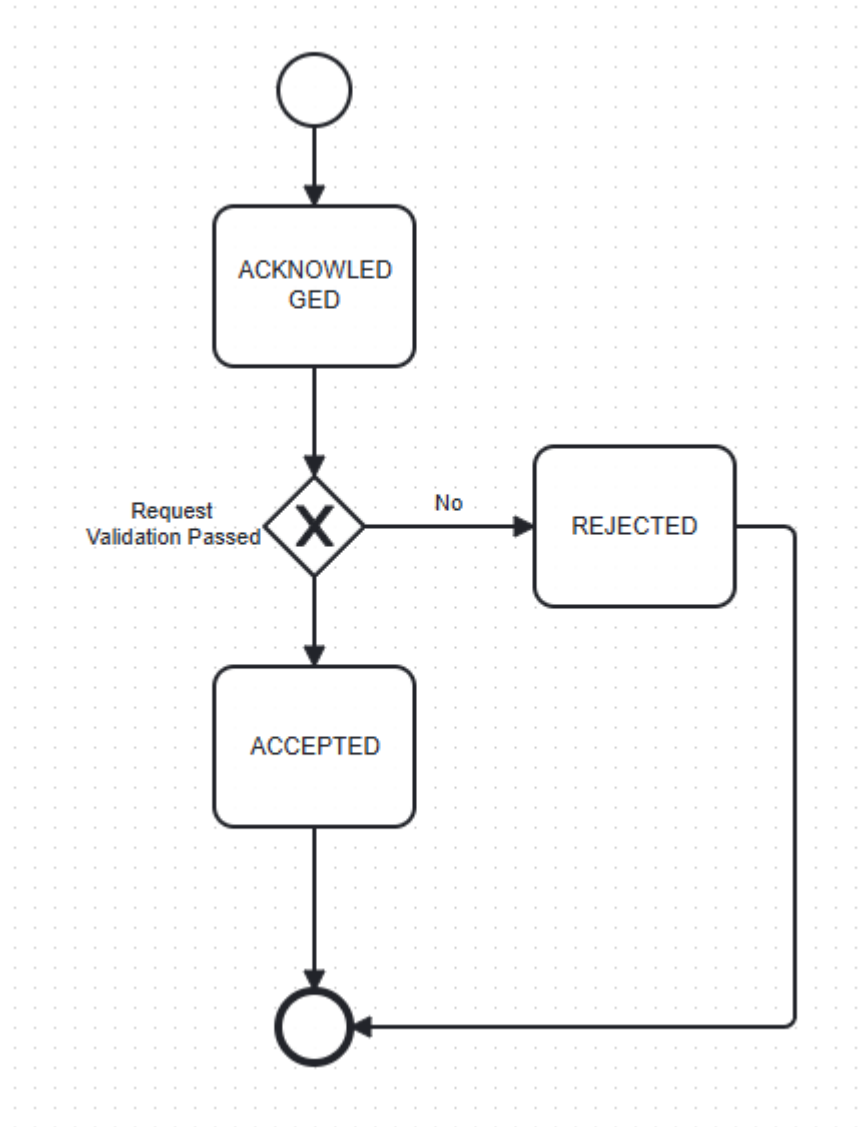 ACKNOWLED
GED
Request
Validation Passed
X
No
REJECTED
ACCEPTED